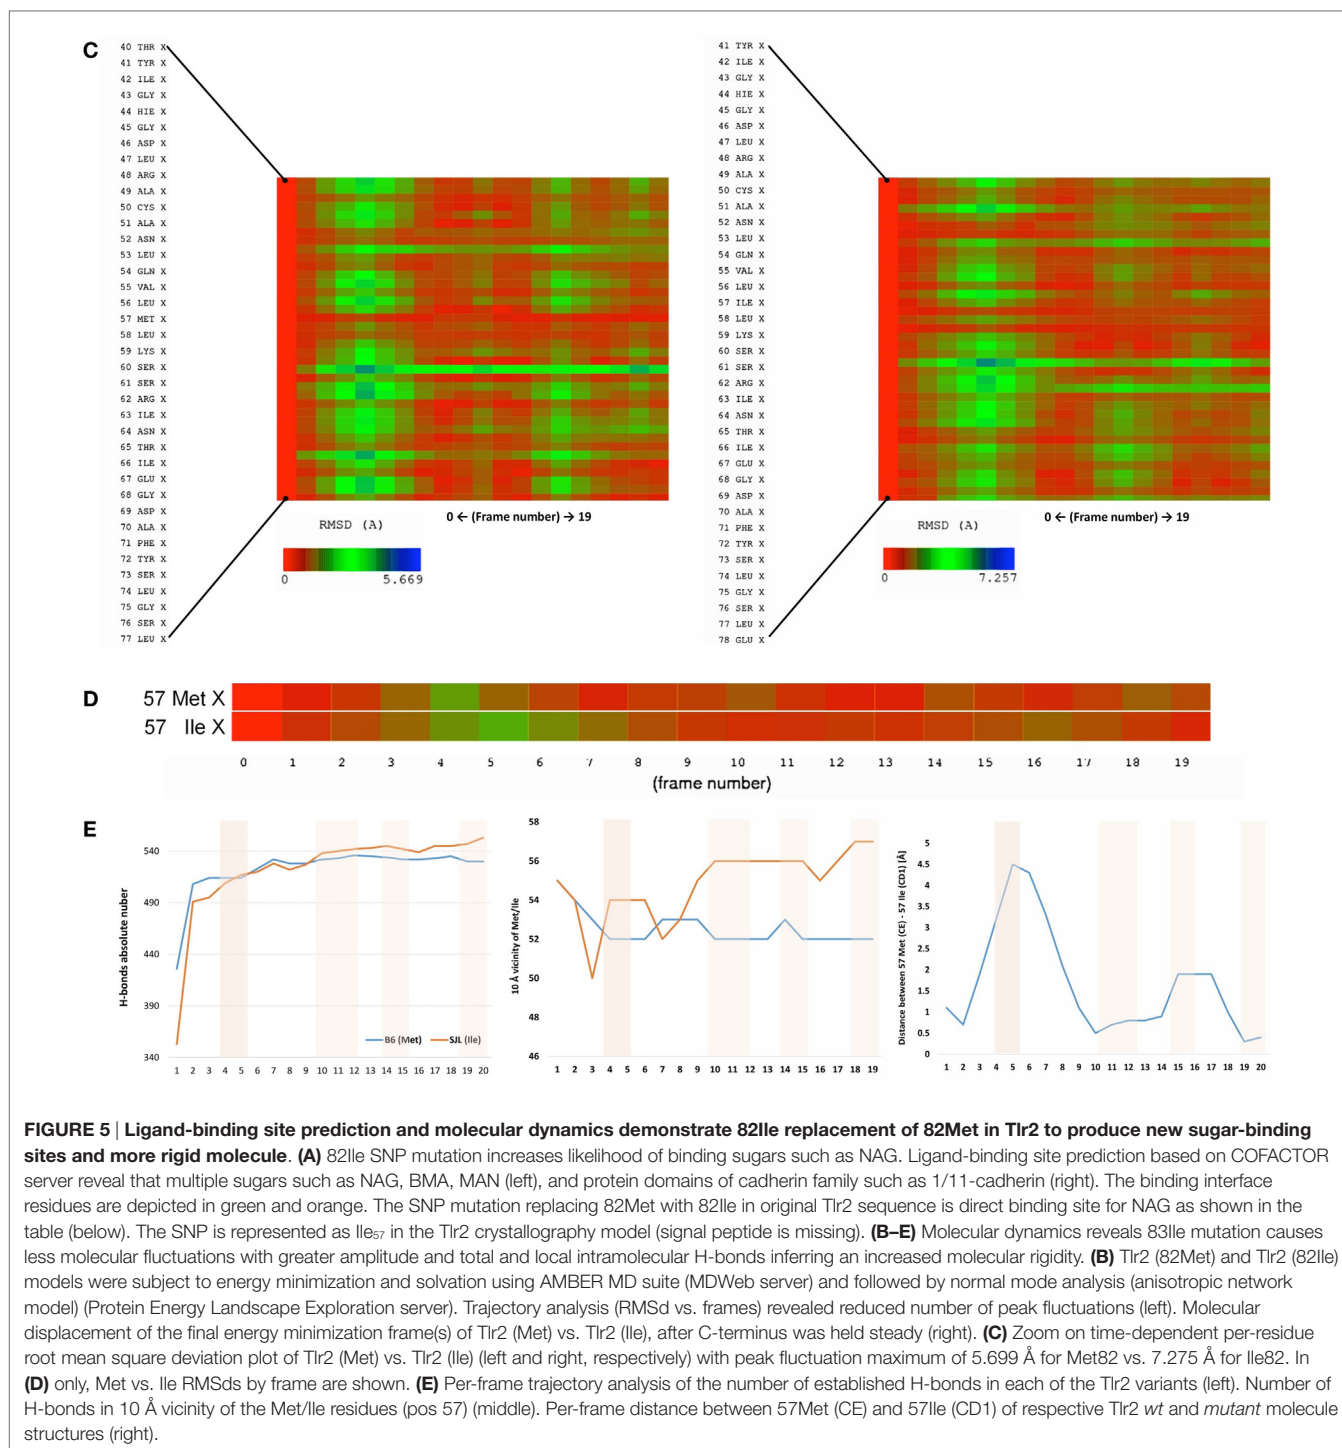 C
40 THR X
41 TYR X
42 ILE X
43 GLY X
44 HIE X
45 GLY X
46 ASP X
47 LEU X
48 ARG X
49 ALA X
50 CYS X
51 ALA X
52 ASN X
53 LEU X
54 GLN X
55 VAL X
56 LEU X
57 MET X
58 LEU X
59 LYS X
60 SER X
61 SER X
62 ARG X
63 ILE X
64 ASN X
65 THR X
66 ILE X
67 GLU X
68 GLY X
69 ASP X
70 ALA X
71 PHE X
72 TYR X
73 SER X
74 LEU X
75 GLY X
76 SER X
77 LEU X
0 ← (Frame number) → 19
RMSD (A)
0 5.669
41 TYR X
42 ILE X
43 GLY X
44 HIE X
45 GLY X
46 ASP X
47 LEU X
48 ARG X
49 ALA X
50 CYS X
51 ALA X
52 ASN X
53 LEU X
54 GLN X
55 VAL X
56 LEU X
57 ILE X
58 LEU X
59 LYS X
60 SER X
61 SER X
62 ARG X
63 ILE X
64 ASN X
65 THR X
66 ILE X
67 GLU X
68 GLY X
69 ASP X
70 ALA X
71 PHE X
72 TYR X
73 SER X
74 LEU X
75 GLY X
76 SER X
77 LEU X
78 GLU X
0 ← (Frame number) → 19
RMSD (A)
0 7.257
D
57 Met X
57 Ile X
0 1 2 3 4 5 6 7 8 9 10 11 12 13 14 15 16 17 18 19
(frame number)
E
H-bonds absolute nuber
540
490
440
390
340
B6 (Met) SJL (Ile)
1 2 3 4 5 6 7 8 9 10 11 12 13 14 15 16 17 18 19 20
10 Å vicinity of Met/Ile
58
56
54
52
50
48
46
1 2 3 4 5 6 7 8 9 10 11 12 13 14 15 16 17 18 19
Distance between 57 Met (CE) - 57 Ile (CD1) [Å]
5
4.5
4
3.5
3
2.5
2
1.5
1
0.5
0
1 2 3 4 5 6 7 8 9 10 11 12 13 14 15 16 17 18 19 20
FIGURE 5 | Ligand-binding site prediction and molecular dynamics demonstrate 82Ile replacement of 82Met in Tlr2 to produce new sugar-binding
sites and more rigid molecule. (A) 82Ile SNP mutation increases likelihood of binding sugars such as NAG. Ligand-binding site prediction based on COFACTOR
server reveal that multiple sugars such as NAG, BMA, MAN (left), and protein domains of cadherin family such as 1/11-cadherin (right). The binding interface
residues are depicted in green and orange. The SNP mutation replacing 82Met with 82Ile in original Tlr2 sequence is direct binding site for NAG as shown in the
table (below). The SNP is represented as Ile57 in the Tlr2 crystallography model (signal peptide is missing). (B–E) Molecular dynamics reveals 83Ile mutation causes
less molecular fluctuations with greater amplitude and total and local intramolecular H-bonds inferring an increased molecular rigidity. (B) Tlr2 (82Met) and Tlr2 (82Ile)
models were subject to energy minimization and solvation using AMBER MD suite (MDWeb server) and followed by normal mode analysis (anisotropic network
model) (Protein Energy Landscape Exploration server). Trajectory analysis (RMSd vs. frames) revealed reduced number of peak fluctuations (left). Molecular
displacement of the final energy minimization frame(s) of Tlr2 (Met) vs. Tlr2 (Ile), after C-terminus was held steady (right). (C) Zoom on time-dependent per-residue
root mean square deviation plot of Tlr2 (Met) vs. Tlr2 (Ile) (left and right, respectively) with peak fluctuation maximum of 5.699 Å for Met82 vs. 7.275 Å for Ile82. In
(D) only, Met vs. Ile RMSds by frame are shown. (E) Per-frame trajectory analysis of the number of established H-bonds in each of the Tlr2 variants (left). Number of
H-bonds in 10 Å vicinity of the Met/Ile residues (pos 57) (middle). Per-frame distance between 57Met (CE) and 57Ile (CD1) of respective Tlr2 wt and mutant molecule
structures (right).